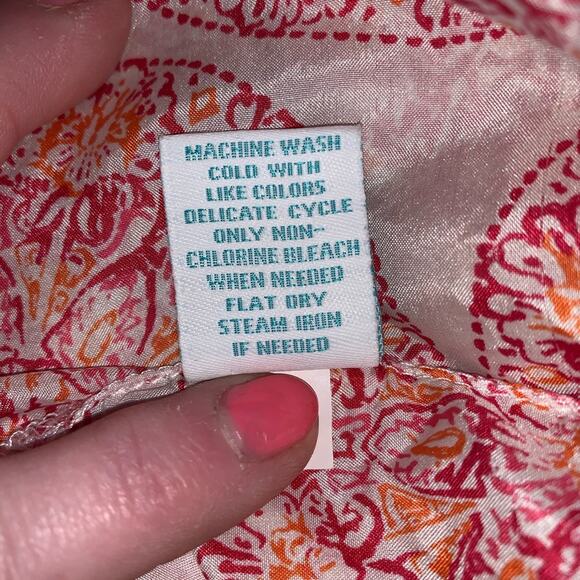 MACHINE WASH
COLD WITH
LIKE COLORS
DELICATE CYCLE
ONLY NON-
CHLORINE BLEACH
WHEN NEEDED
FLAT DRY
STEAM IRON
IF NEEDED